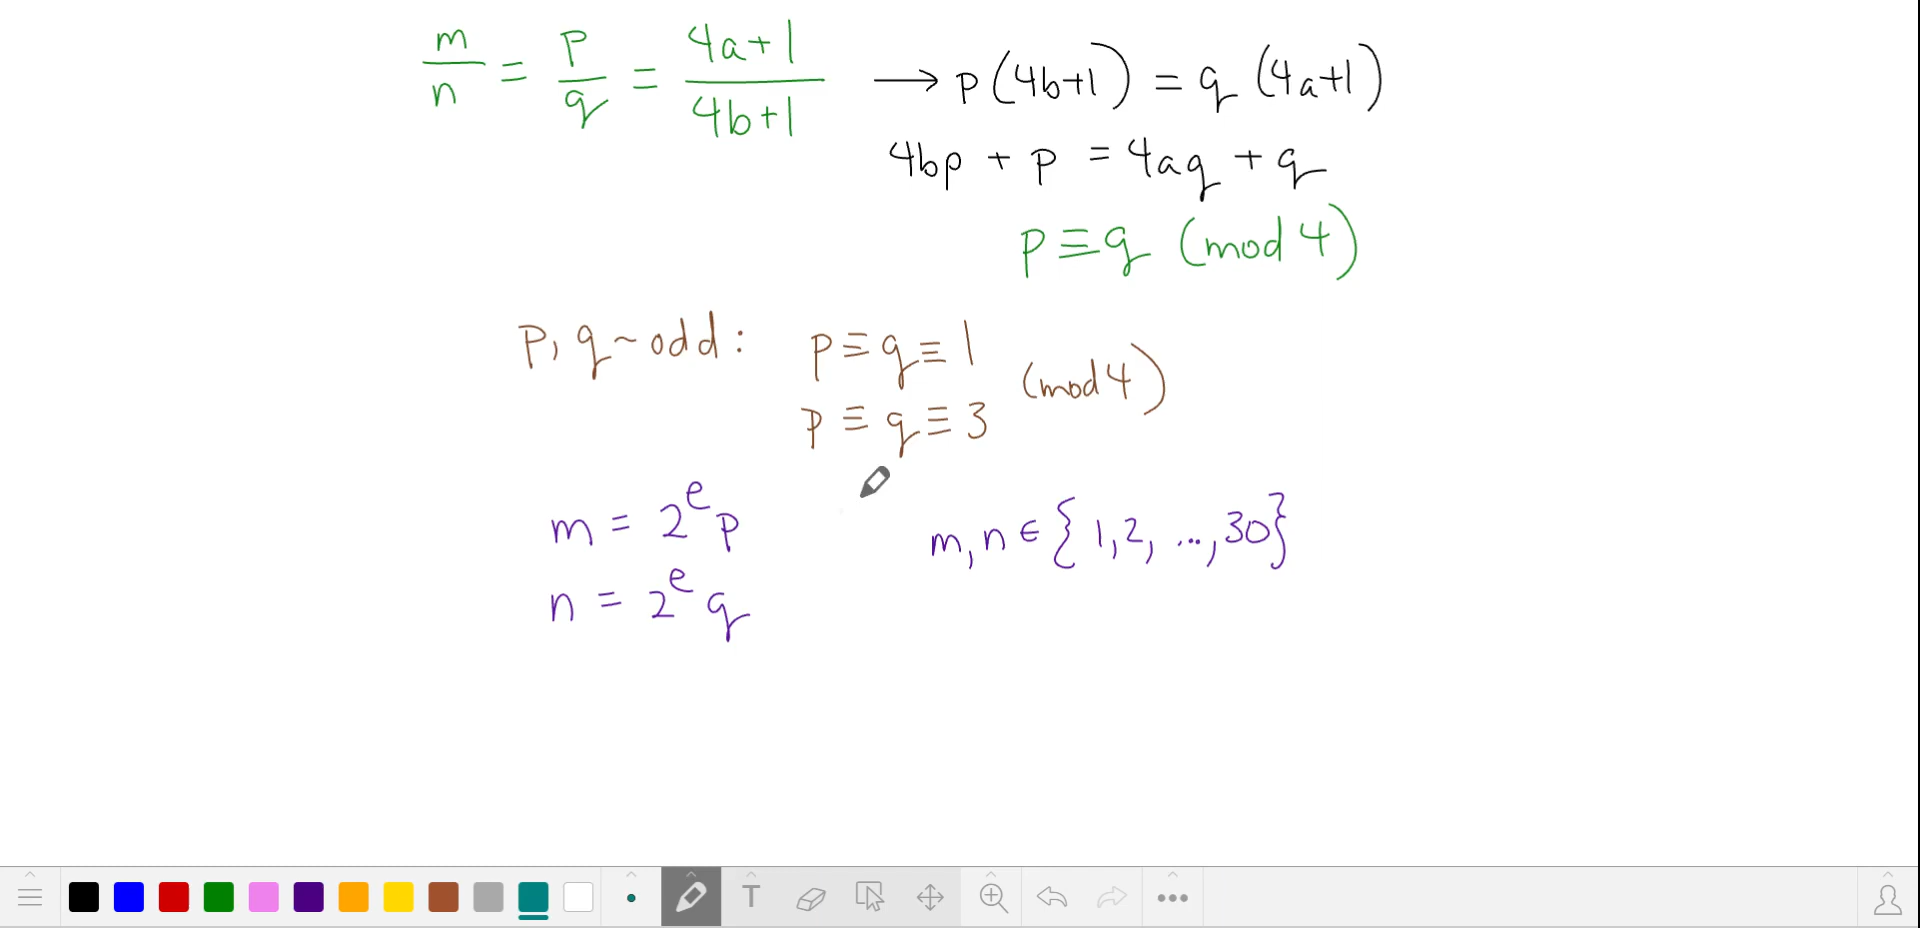 m/n = p/q = (4a+1)/(4b+1) → p(4b+1) = q(4a+1)
4bp + p = 4aq + q
p ≡ q (mod 4)
p, q ~ odd: p ≡ q ≡ 1
p ≡ q ≡ 3 (mod 4)
m = 2^e p
n = 2^e q
m, n ∈ {1, 2, ..., 30}
T